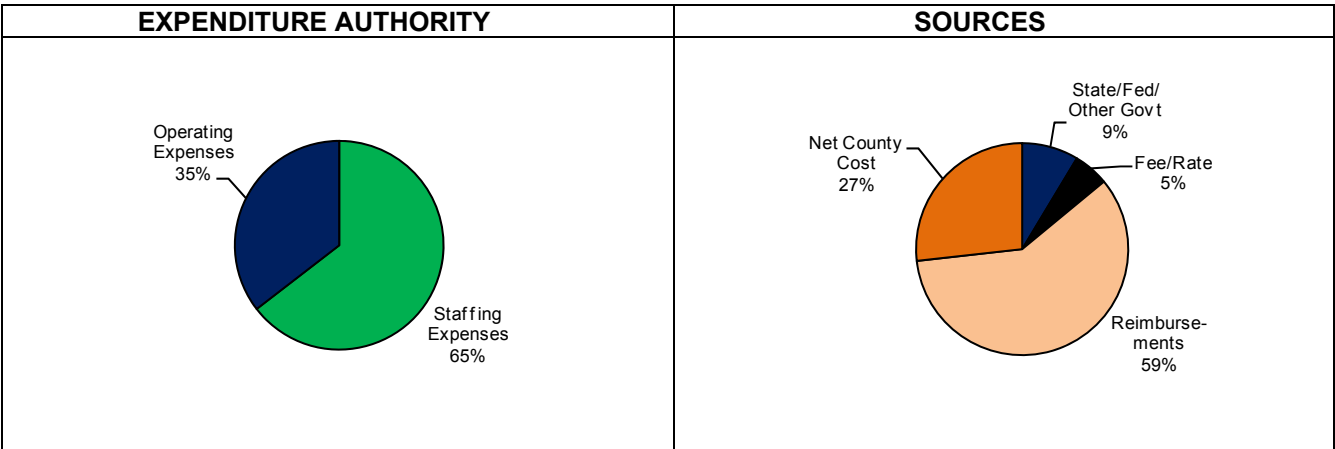 EXPENDITURE AUTHORITY
Operating
Expenses
35%
Staffing
Expenses
65%
SOURCES
State/Fed/
Other Govt
9%
Fee/Rate
5%
Net County
Cost
27%
Reimburse-
ments
59%